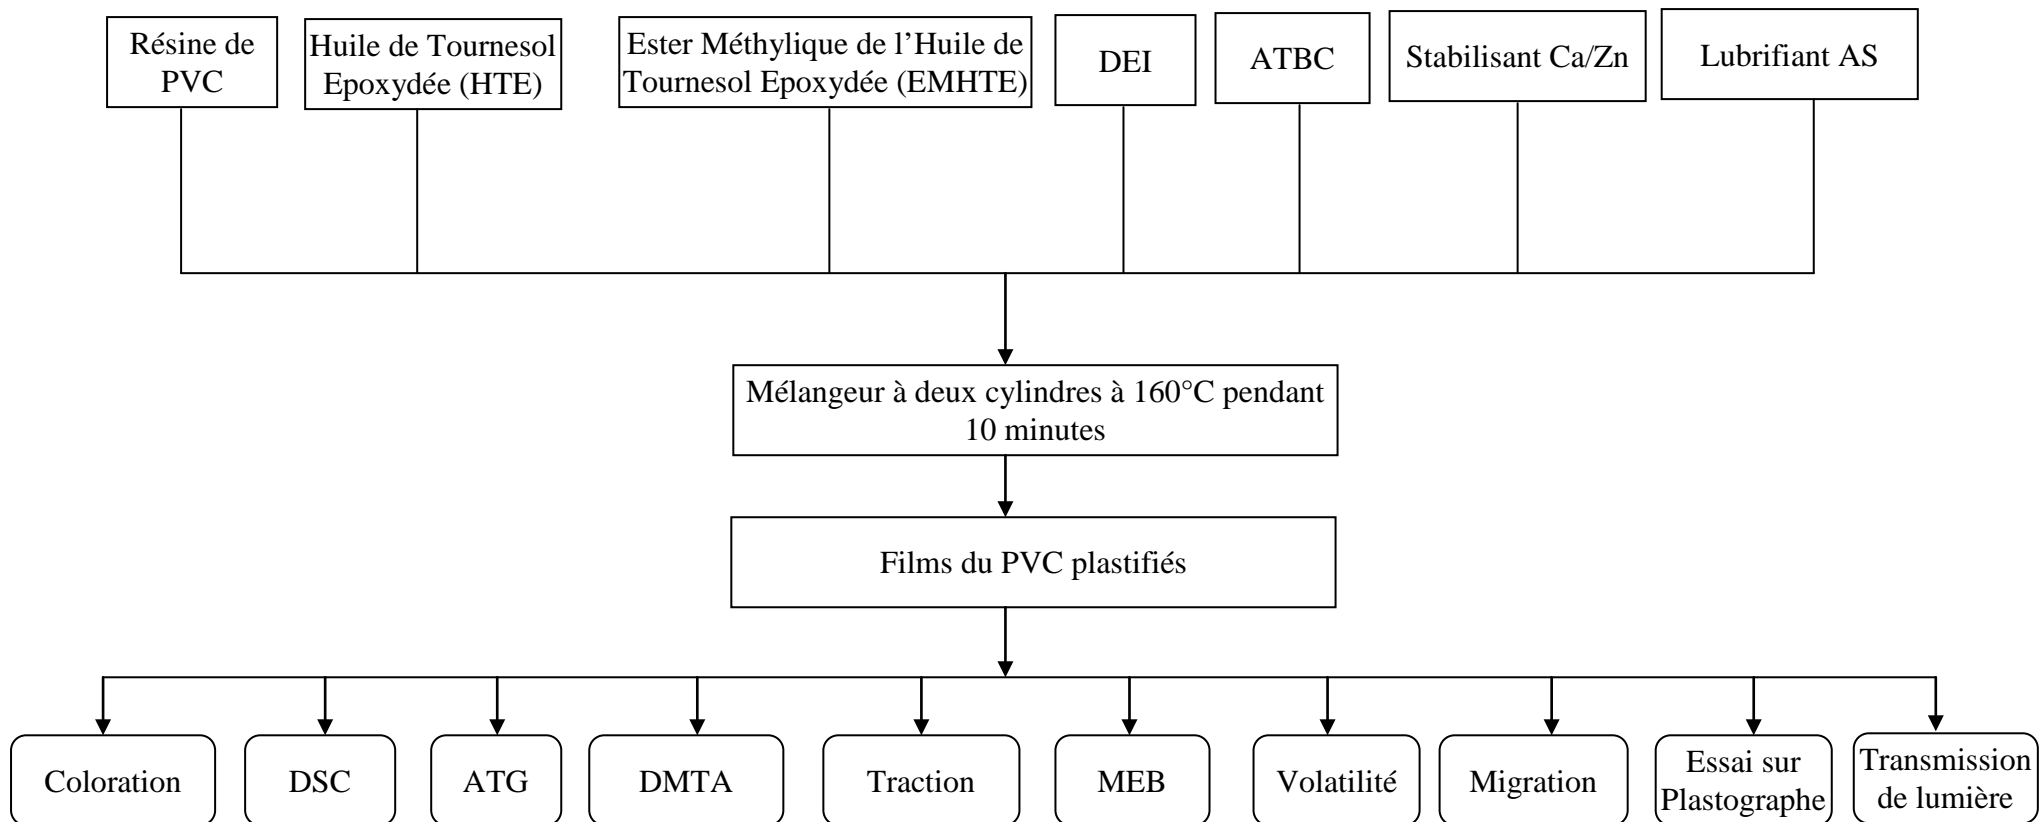 Résine de
PVC
Huile de Tournesol
Epoxydée (HTE)
Ester Méthylique de l’Huile de
Tournesol Epoxydée (EMHTE)
DEI
ATBC
Stabilisant Ca/Zn
Lubrifiant AS
Mélangeur à deux cylindres à 160°C pendant
10 minutes
Films du PVC plastifiés
Coloration
DSC
ATG
DMTA
Traction
MEB
Volatilité
Migration
Essai sur
Plastographe
Transmission
de lumière